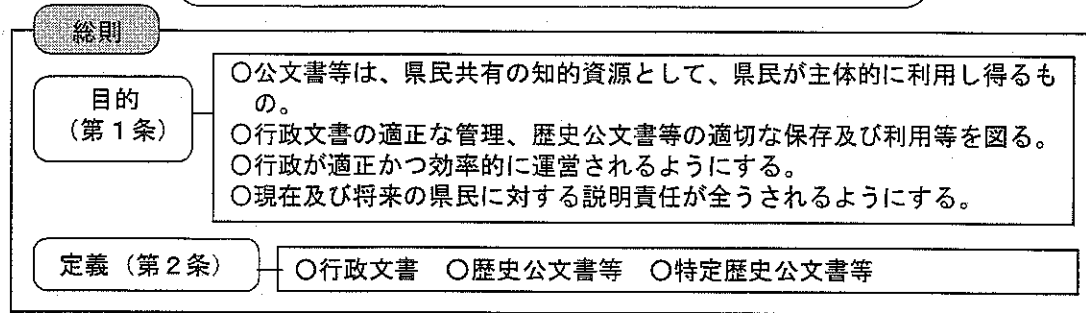 総則
目的
（第１条）
○公文書等は、県民共有の知的資源として、県民が主体的に利用し得るも
の。
○行政文書の適正な管理、歴史公文書等の適切な保存及び利用等を図る。
○行政が適正かつ効率的に運営されるようにする。
○現在及び将来の県民に対する説明責任が全うされるようにする。
定義（第２条）
○行政文書　○歴史公文書等　○特定歴史公文書等